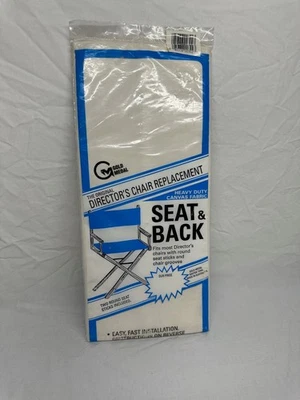 GOLD
MEDAL
THE ORIGINAL
DIRECTOR'S CHAIR REPLACEMENT
HEAVY DUTY
CANVAS FABRIC
SEAT &
BACK
Fits most Director's
chairs with round
seat sticks and
chair grooves.
TWO ROUND SEAT
STICKS INCLUDED.
• EASY, FAST INSTALLATION.